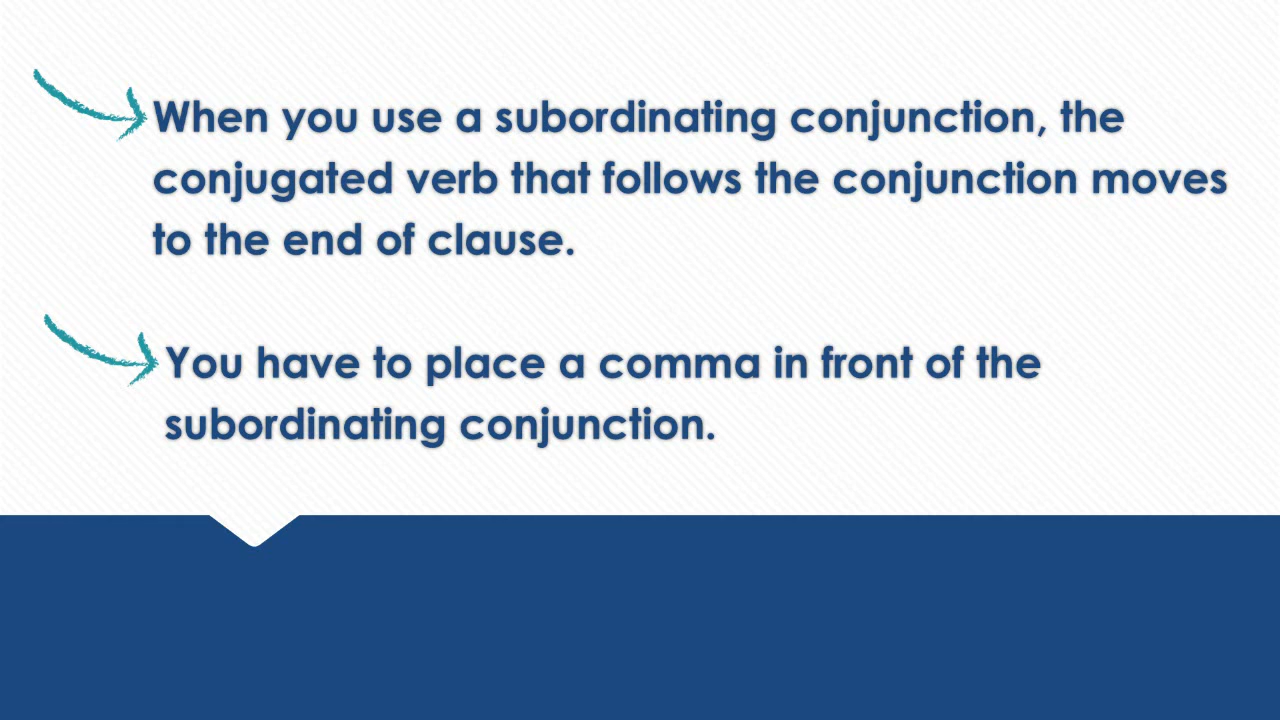 When you use a subordinating conjunction, the
conjugated verb that follows the conjunction moves
to the end of clause.
You have to place a comma in front of the
subordinating conjunction.